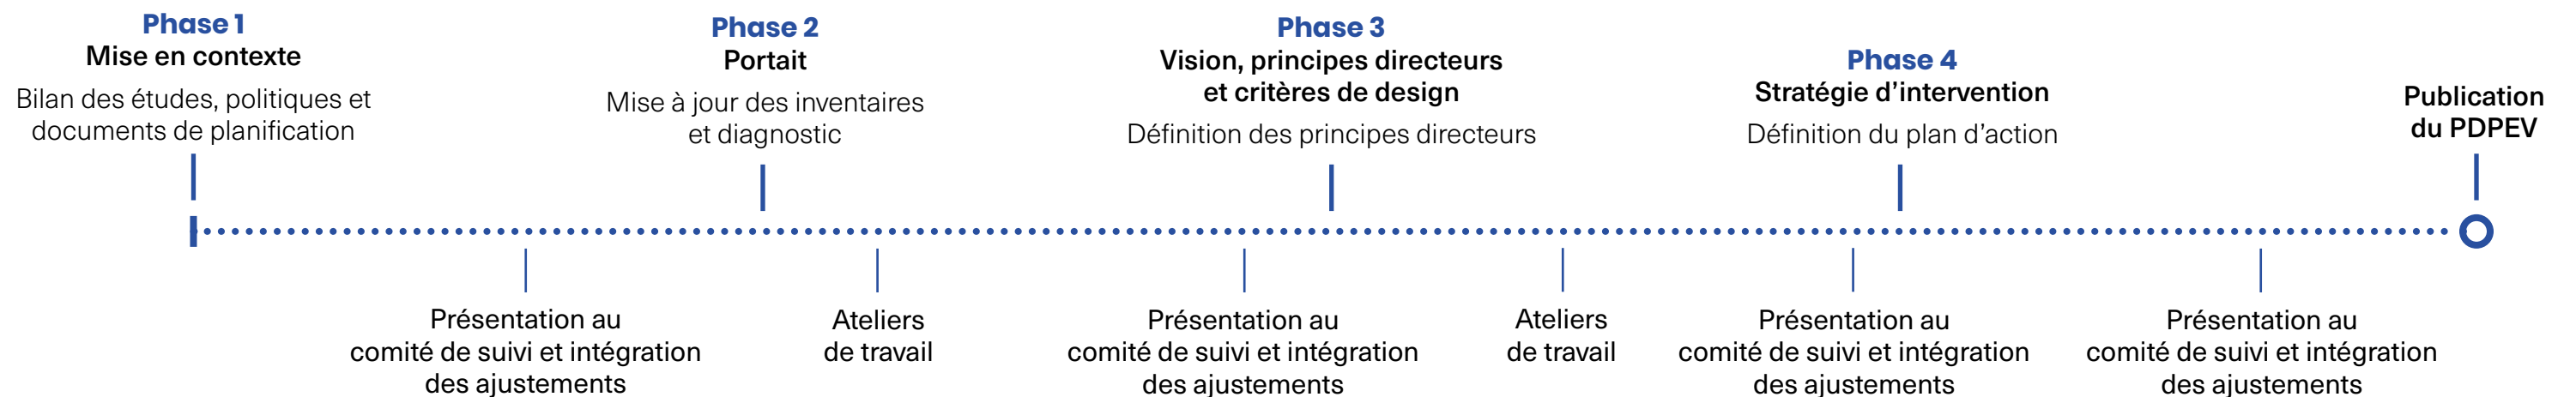 Phase 1
Mise en contexte
Bilan des études, politiques et
documents de planification
Phase 2
Portait
Mise à jour des inventaires
et diagnostic
Phase 3
Vision, principes directeurs
et critères de design
Définition des principes directeurs
Phase 4
Stratégie d'intervention
Définition du plan d'action
Publication
du PDPEV
Présentation au
comité de suivi et intégration
des ajustements
Ateliers
de travail
Présentation au
comité de suivi et intégration
des ajustements
Ateliers
de travail
Présentation au
comité de suivi et intégration
des ajustements
Présentation au
comité de suivi et intégration
des ajustements